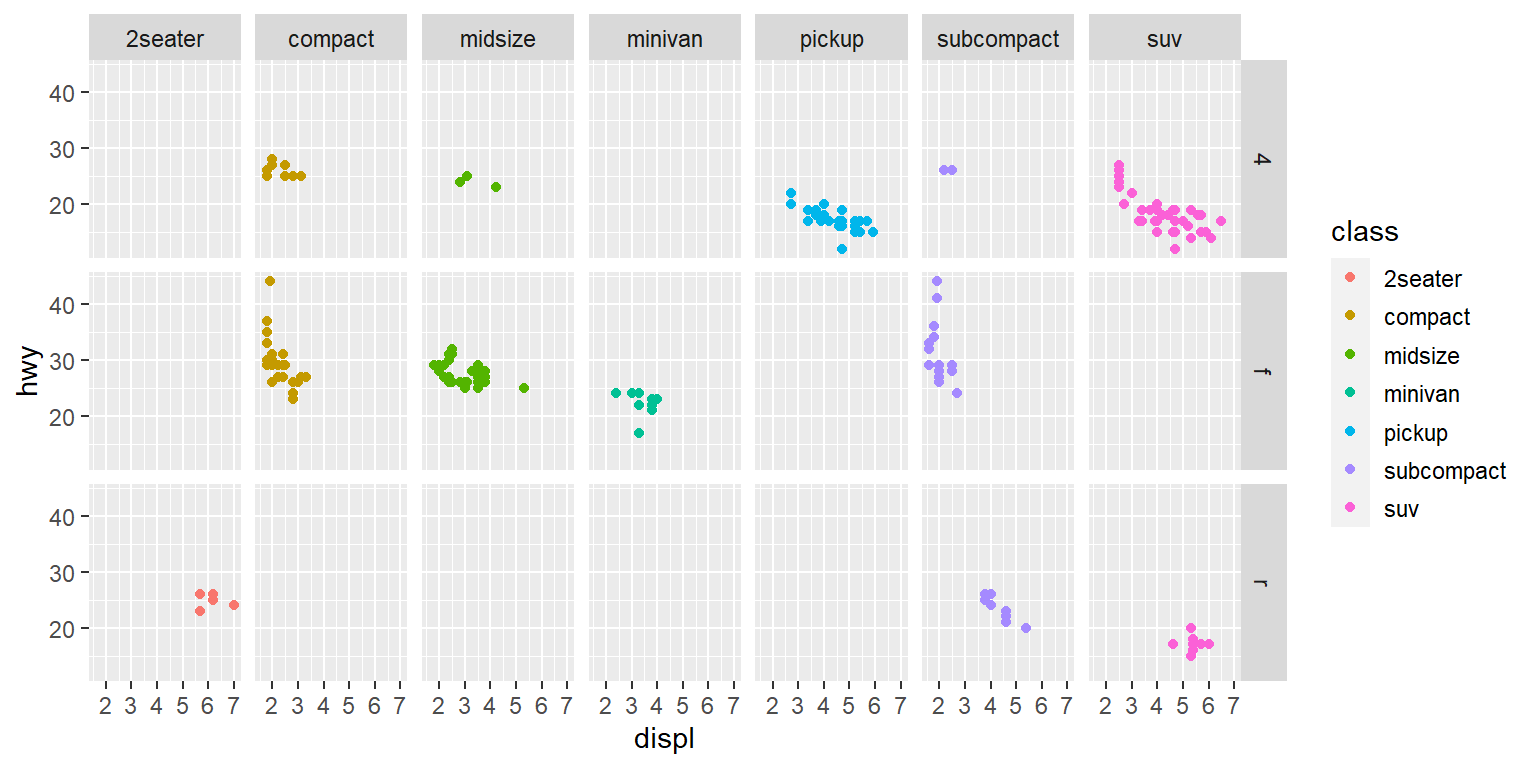 2seater compact midsize minivan pickup subcompact suv
40
30
20
4
40
30
20
f
40
30
20
r
hwy
2 3 4 5 6 7 2 3 4 5 6 7 2 3 4 5 6 7 2 3 4 5 6 7 2 3 4 5 6 7 2 3 4 5 6 7 2 3 4 5 6 7
displ
class
2seater
compact
midsize
minivan
pickup
subcompact
suv